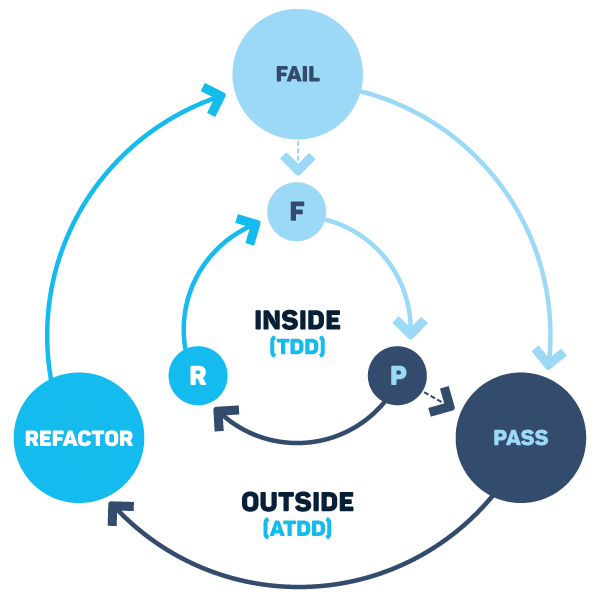 FAIL
F
INSIDE
(TDD)
R
P
REFACTOR
PASS
OUTSIDE
(ATDD)